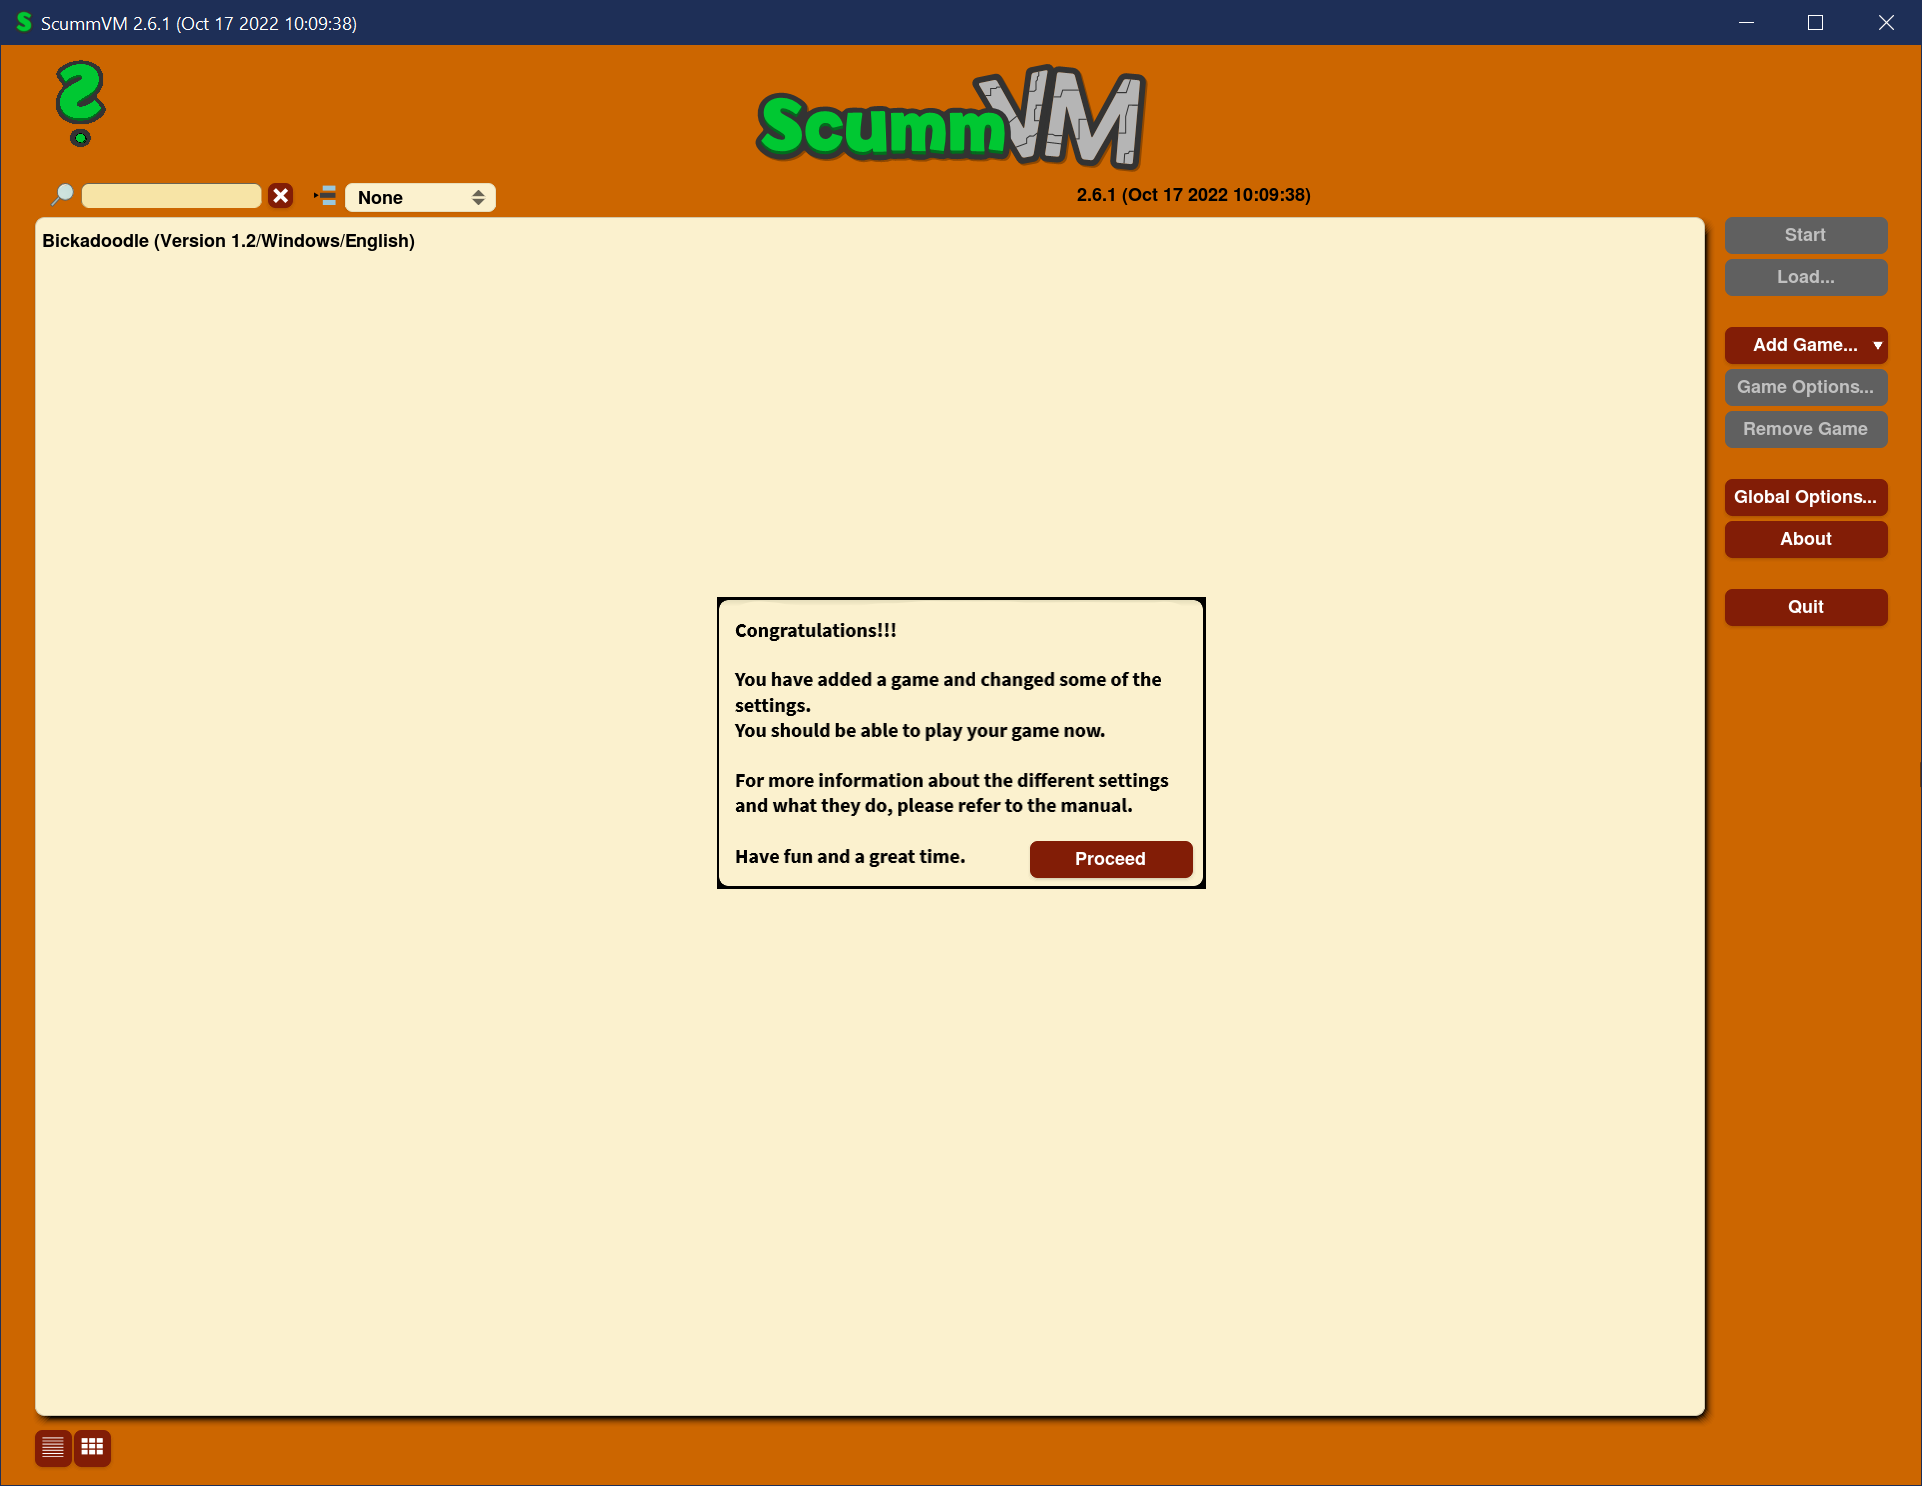 ScummVM 2.6.1 (Oct 17 2022 10:09:38)
ScummVM
None
2.6.1 (Oct 17 2022 10:09:38)
Bickadoodle (Version 1.2/Windows/English)
Start
Load...
Add Game...
Game Options...
Remove Game
Global Options...
About
Quit
Congratulations!!!
You have added a game and changed some of the
settings.
You should be able to play your game now.
For more information about the different settings
and what they do, please refer to the manual.
Have fun and a great time.
Proceed